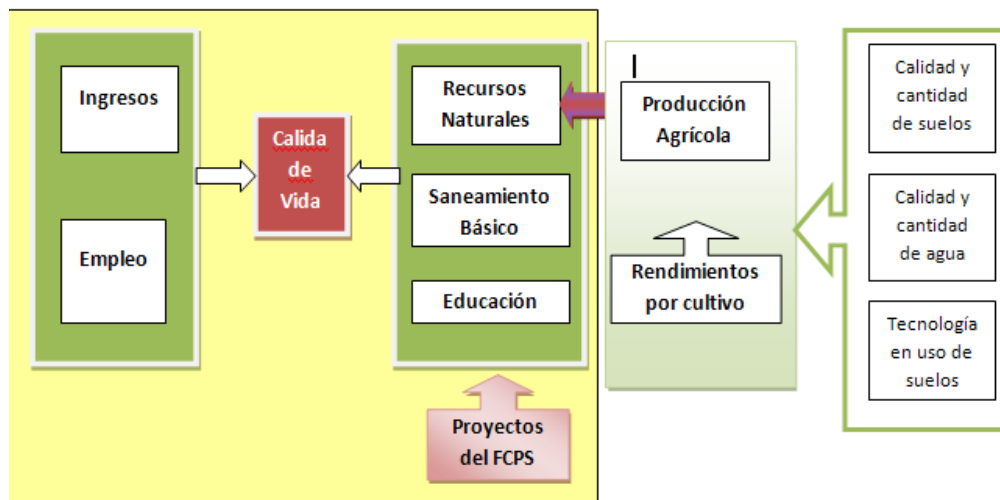 Ingresos
Empleo
Calida
de
Vida
Recursos
Naturales
Saneamiento
Básico
Educación
Proyectos
del FCPS
Producción
Agrícola
Rendimientos
por cultivo
Calidad y
cantidad
de suelos
Calidad y
cantidad
de agua
Tecnología
en uso de
suelos